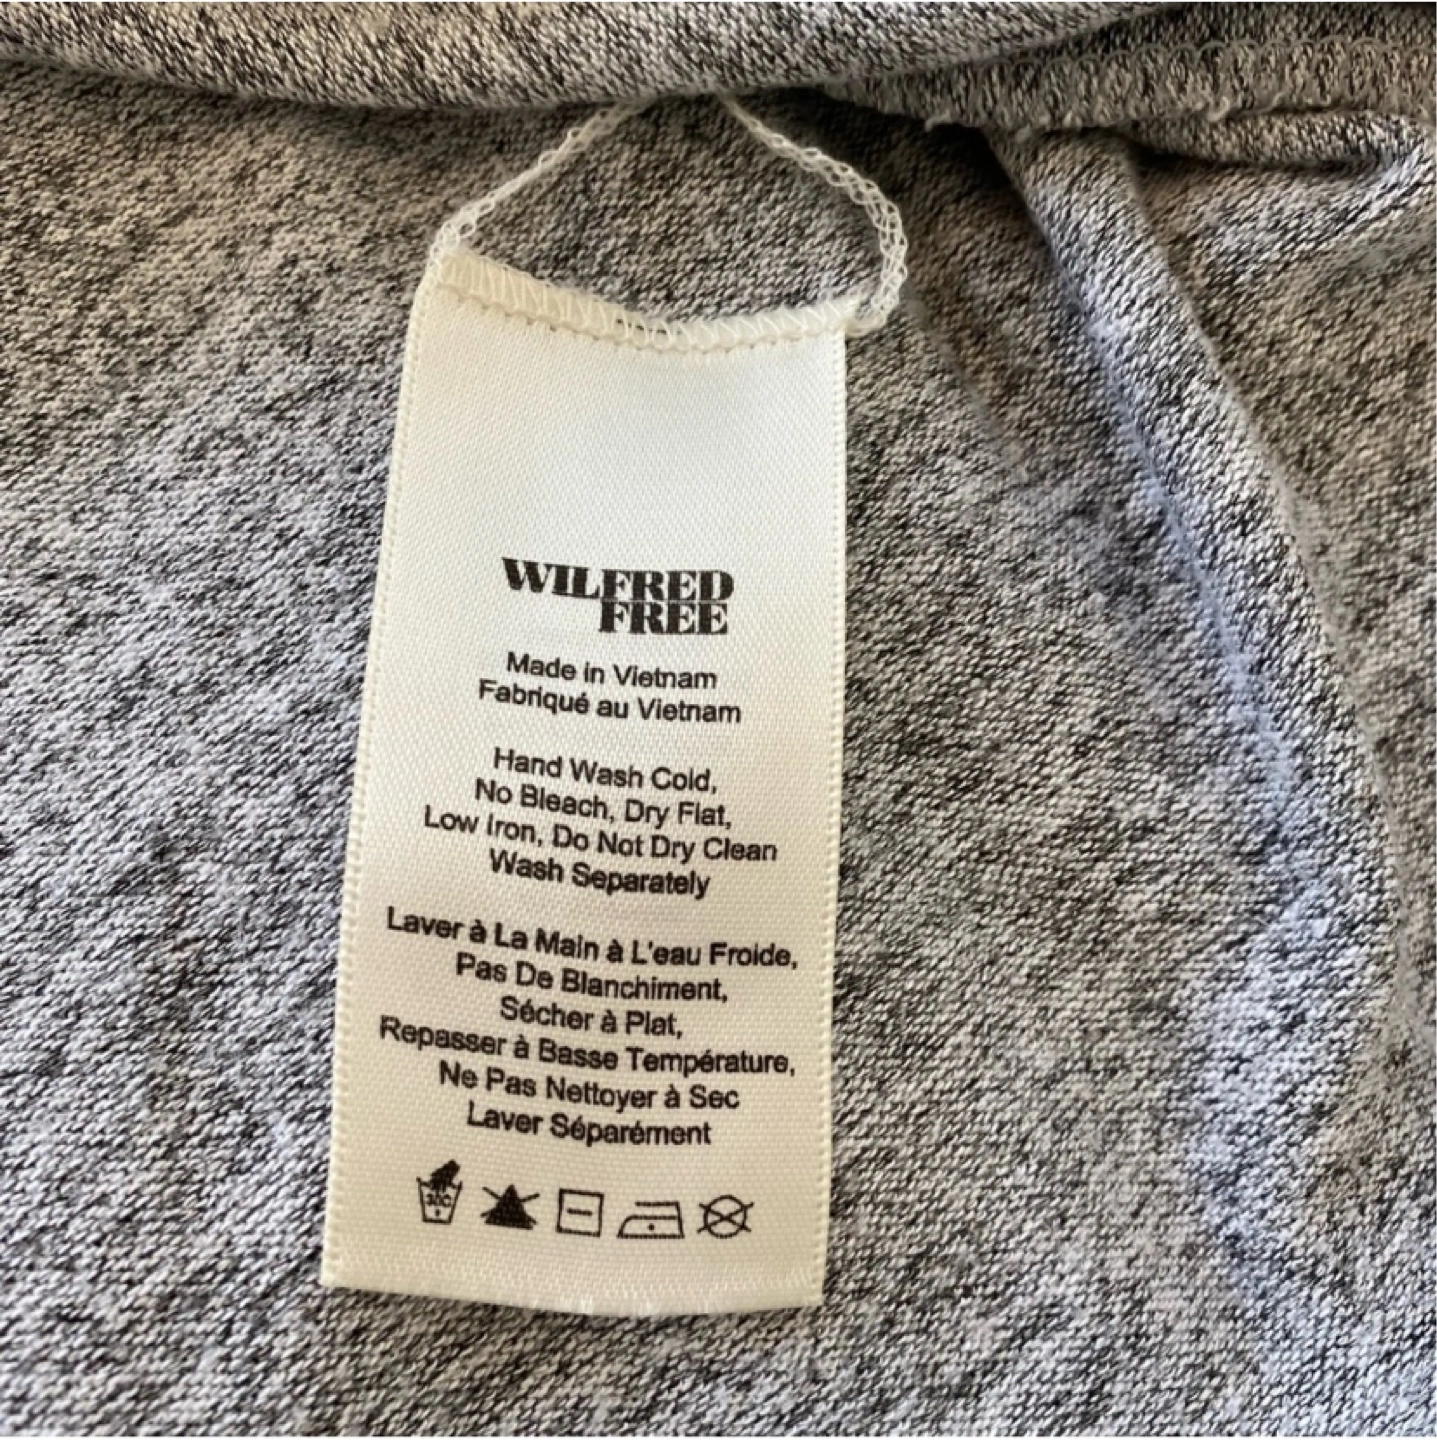 WILFRED
FREE
Made in Vietnam
Fabriqué au Vietnam
Hand Wash Cold,
No Bleach, Dry Flat,
Low Iron, Do Not Dry Clean
Wash Separately
Laver à La Main à L'eau Froide,
Pas De Blanchiment,
Sécher à Plat,
Repasser à Basse Température,
Ne Pas Nettoyer à Sec
Laver Séparément
30C